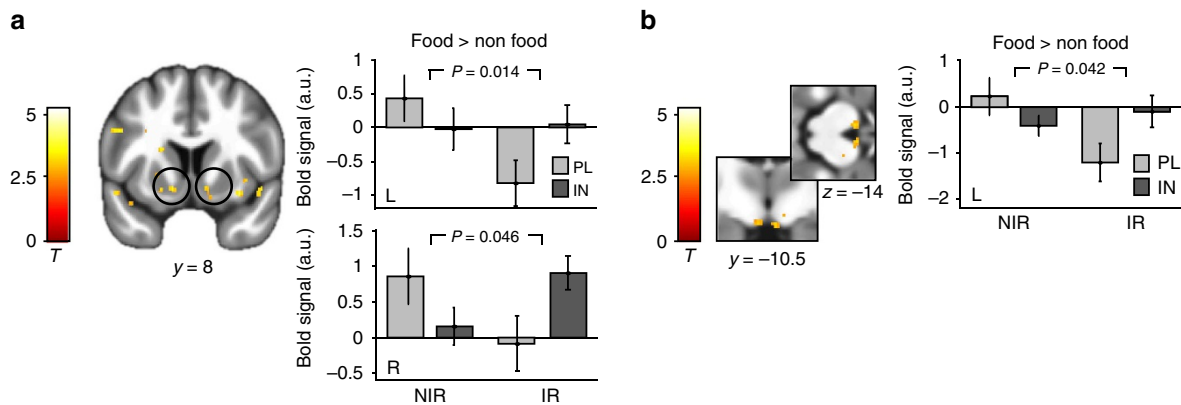 a
5
2.5
0
T
y = 8
Food > non food
Bold signal (a.u.)
1
0.5
0
−0.5
−1
P = 0.014
PL
IN
L
Bold signal (a.u.)
1.5
1
0.5
0
−0.5
P = 0.046
R
NIR
IR
b
5
2.5
0
T
z = −14
y = −10.5
Food > non food
Bold signal (a.u.)
1
0
−1
−2
P = 0.042
PL
IN
L
NIR
IR